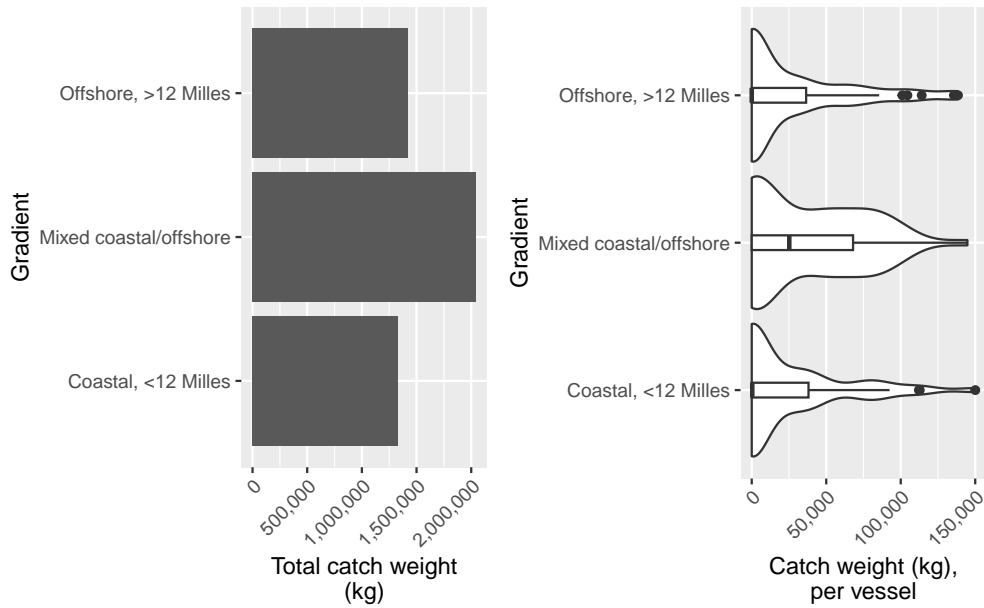 Gradient
Offshore, >12 Milles
Mixed coastal/offshore
Coastal, <12 Milles
0
500,000
1,000,000
1,500,000
2,000,000
Total catch weight
(kg)
Gradient
Offshore, >12 Milles
Mixed coastal/offshore
Coastal, <12 Milles
0
50,000
100,000
150,000
Catch weight (kg),
per vessel